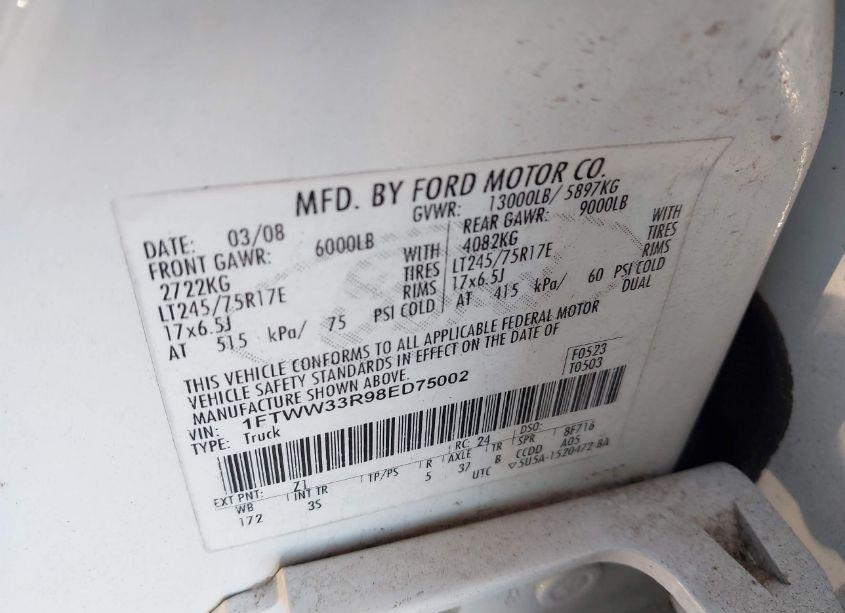 MFD. BY FORD MOTOR CO.
DATE: 03/08 GVWR: 13000LB/ 5897KG
FRONT GAWR: 6000LB REAR GAWR: 9000LB
2722KG WITH 4082KG WITH
LT245/75R17E TIRES LT245/75R17E TIRES
17x6.5J RIMS 17x6.5J RIMS
AT 515 kPa/ 75 PSI COLD AT 415 kPa/ 60 PSI COLD
DUAL
THIS VEHICLE CONFORMS TO ALL APPLICABLE FEDERAL MOTOR
VEHICLE SAFETY STANDARDS IN EFFECT ON THE DATE OF
MANUFACTURE SHOWN ABOVE.
F0523
T0503
VIN: 1FTWW33R98ED75002
TYPE: Truck
EXT PNT: Z1 RC: 24 DSO: 8F716
WB INT TR TP/PS R AXLE TR SPR
172 3S 5 37 B CCDD A05
UTC ▽5U5A-1520472-BA